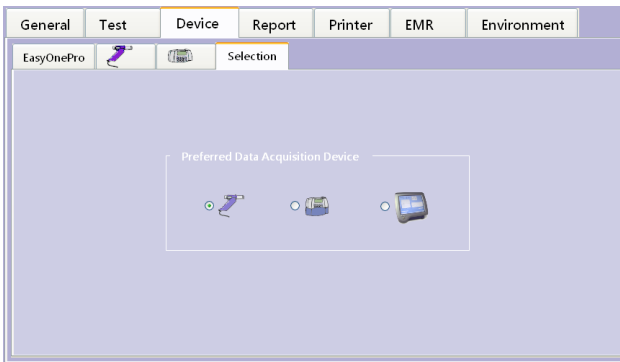 General Test Device Report Printer EMR Environment
EasyOnePro Selection
Preferred Data Acquisition Device